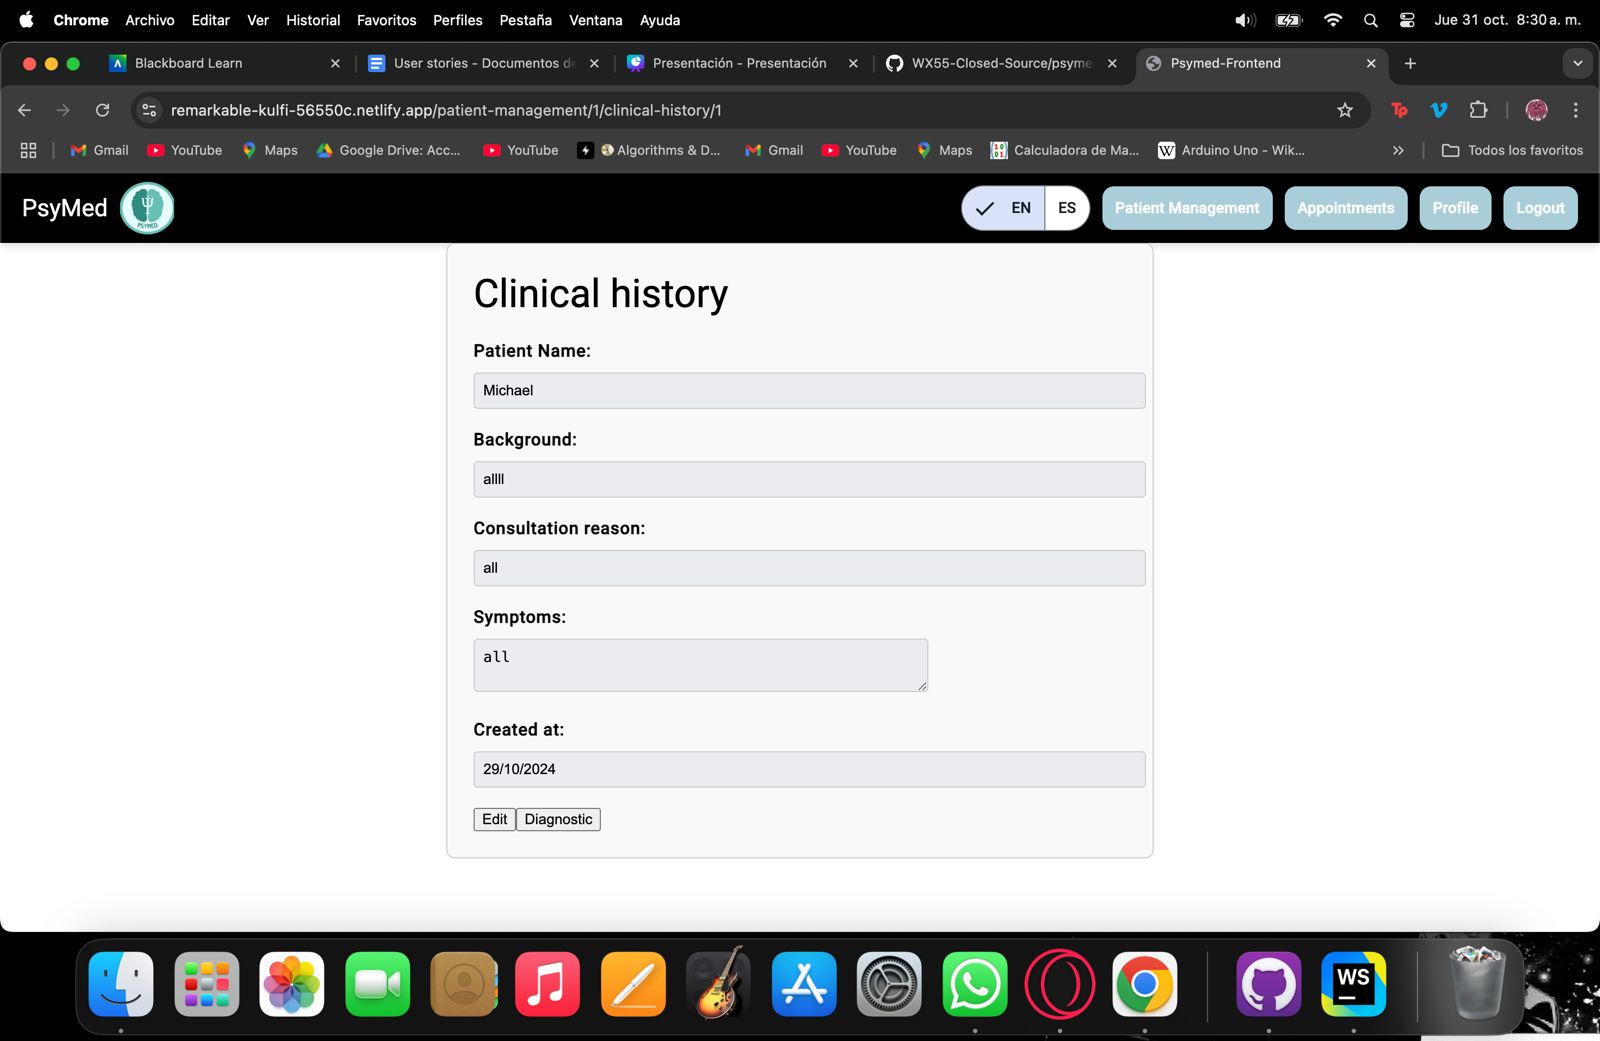 Chrome Archivo Editar Ver Historial Favoritos Perfiles Pestaña Ventana Ayuda Jue 31 oct. 8:30 a. m.
Blackboard Learn User stories - Documentos de Presentación - Presentación WX55-Closed-Source/psyme Psymed-Frontend
remarkable-kulfi-56550c.netlify.app/patient-management/1/clinical-history/1 Tp
Gmail YouTube Maps Google Drive: Acc... YouTube Algorithms & D... Gmail YouTube Maps Calculadora de Ma... W Arduino Uno - Wik... Todos los favoritos
PsyMed PSYMED EN ES Patient Management Appointments Profile Logout
Clinical history
Patient Name:
Michael
Background:
allll
Consultation reason:
all
Symptoms:
all
Created at:
29/10/2024
Edit Diagnostic
WS